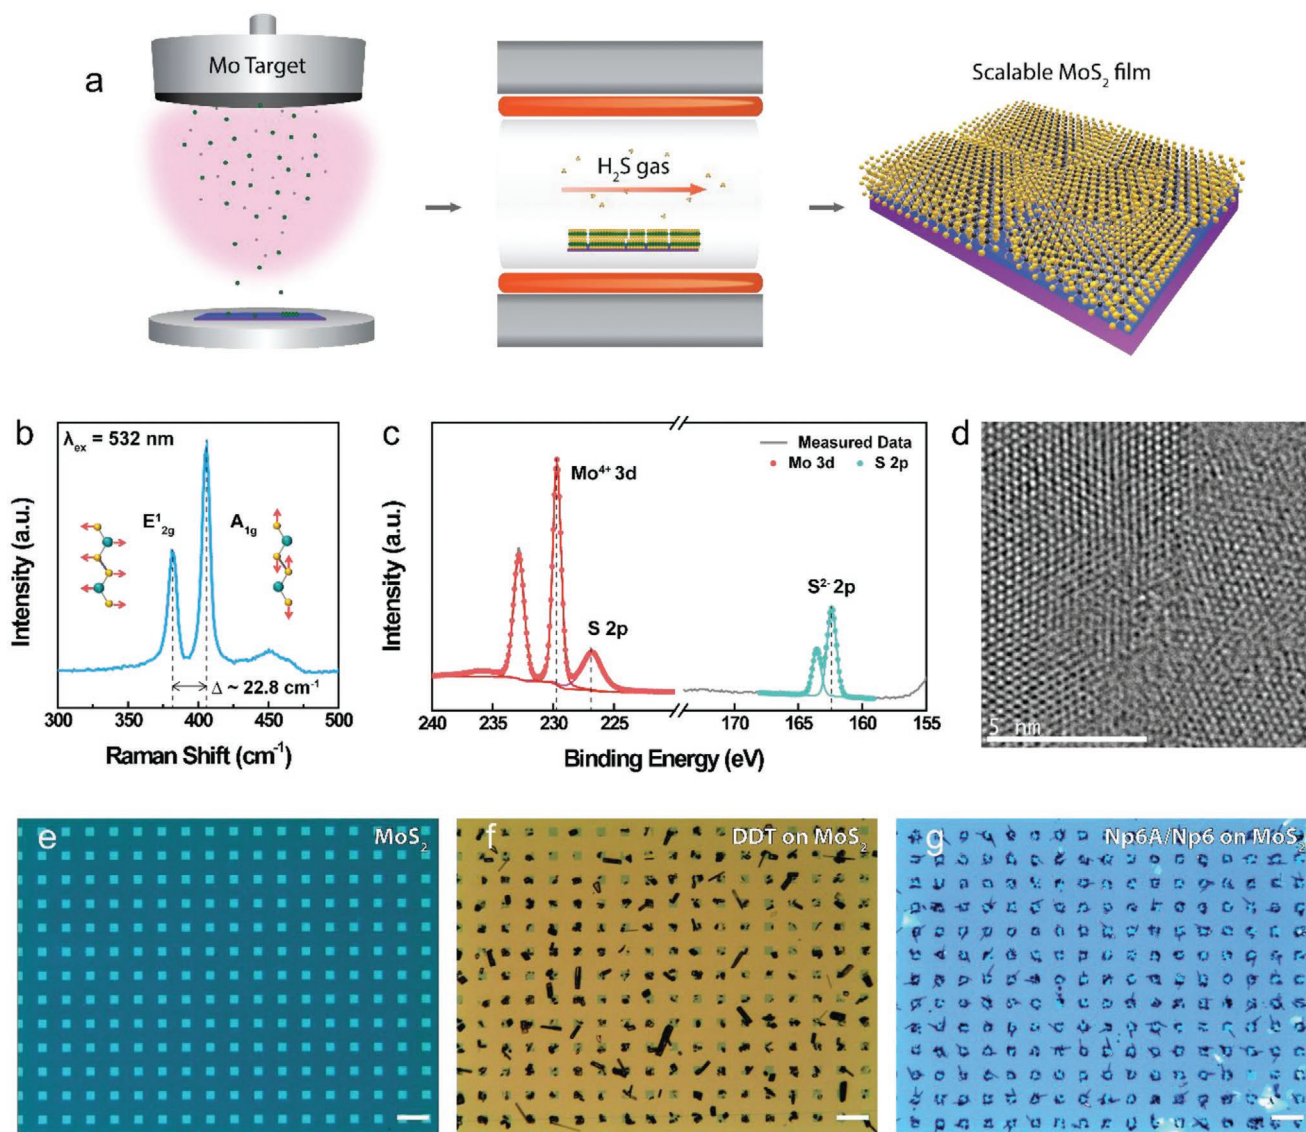 a
Mo Target
H₂S gas
Scalable MoS₂ film
b
λex = 532 nm
E¹2g
A1g
Δ ~ 22.8 cm⁻¹
Intensity (a.u.)
300 350 400 450 500
Raman Shift (cm⁻¹)
c
Measured Data
Mo 3d S 2p
Mo⁴⁺ 3d
S 2p
S²⁻ 2p
Intensity (a.u.)
240 235 230 225 170 165 160 155
Binding Energy (eV)
d
5 nm
e
MoS₂
f
DDT on MoS₂
g
Np6A/Np6 on MoS₂